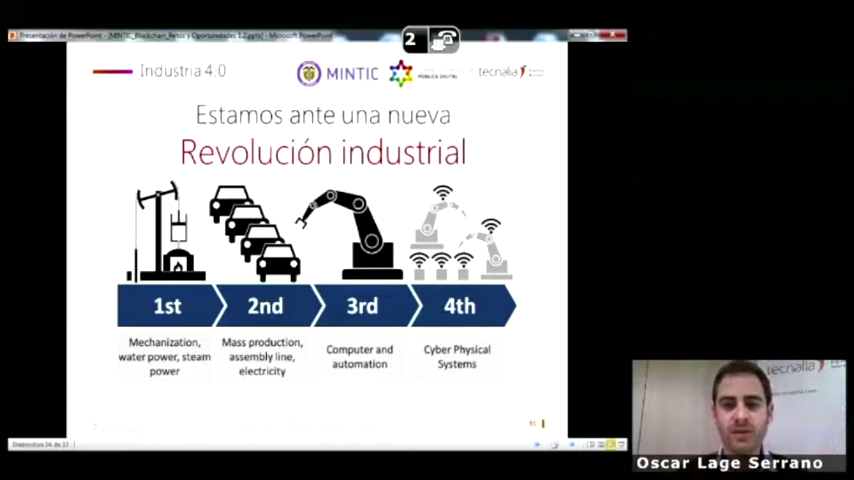 Presentación de PowerPoint - [MINTIC_Blockchain_Retos y Oportunidades 1.2.pptx] - Microsoft PowerPoint
2
Industria 4.0
MINTIC
PÚBLICA DIGITAL
tecnalia
Estamos ante una nueva
Revolución industrial
1st
2nd
3rd
4th
Mechanization,
water power, steam
power
Mass production,
assembly line,
electricity
Computer and
automation
Cyber Physical
Systems
tecnalia
Oscar Lage Serrano